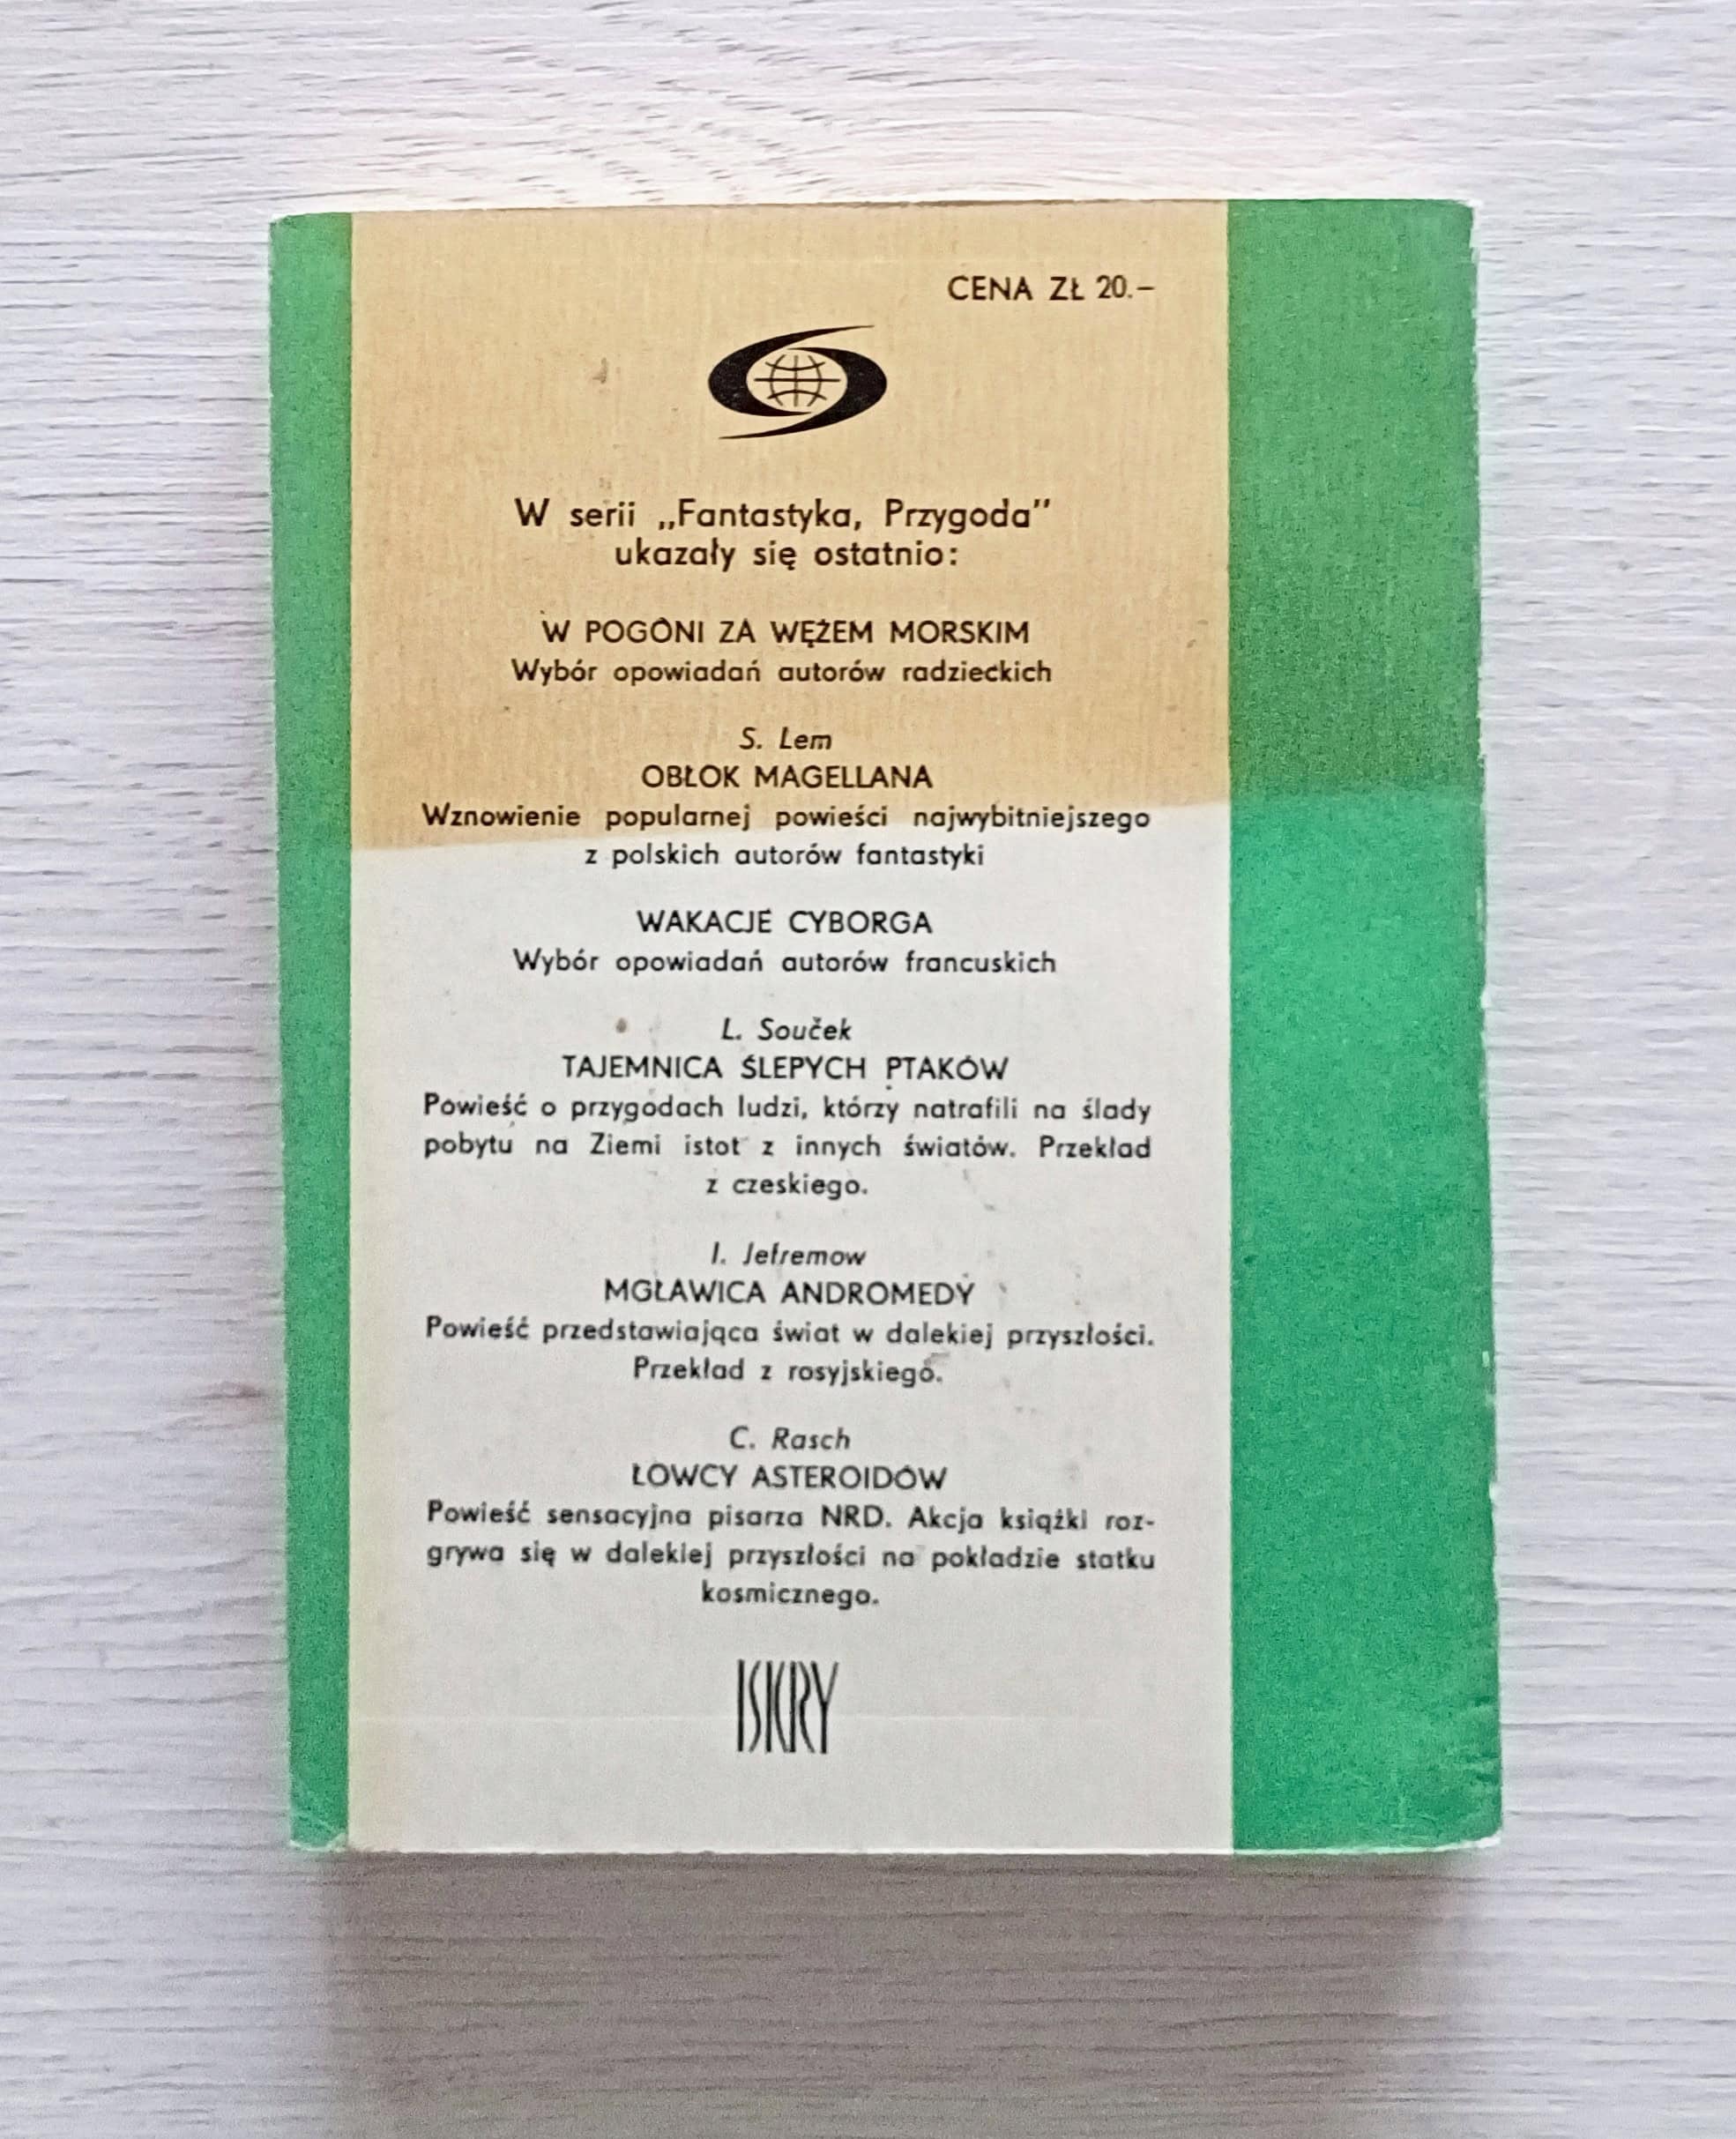 CENA ZŁ 20.–
W serii „Fantastyka, Przygoda”
ukazały się ostatnio:
W POGONI ZA WĘŻEM MORSKIM
Wybór opowiadań autorów radzieckich
S. Lem
OBŁOK MAGELLANA
Wznowienie popularnej powieści najwybitniejszego
z polskich autorów fantastyki
WAKACJE CYBORGA
Wybór opowiadań autorów francuskich
L. Souček
TAJEMNICA ŚLEPYCH PTAKÓW
Powieść o przygodach ludzi, którzy natrafili na ślady
pobytu na Ziemi istot z innych światów. Przekład
z czeskiego.
I. Jefremow
MGŁAWICA ANDROMEDY
Powieść przedstawiająca świat w dalekiej przyszłości.
Przekład z rosyjskiego.
C. Rasch
ŁOWCY ASTEROIDÓW
Powieść sensacyjna pisarza NRD. Akcja książki roz-
grywa się w dalekiej przyszłości na pokładzie statku
kosmicznego.
ISKRY